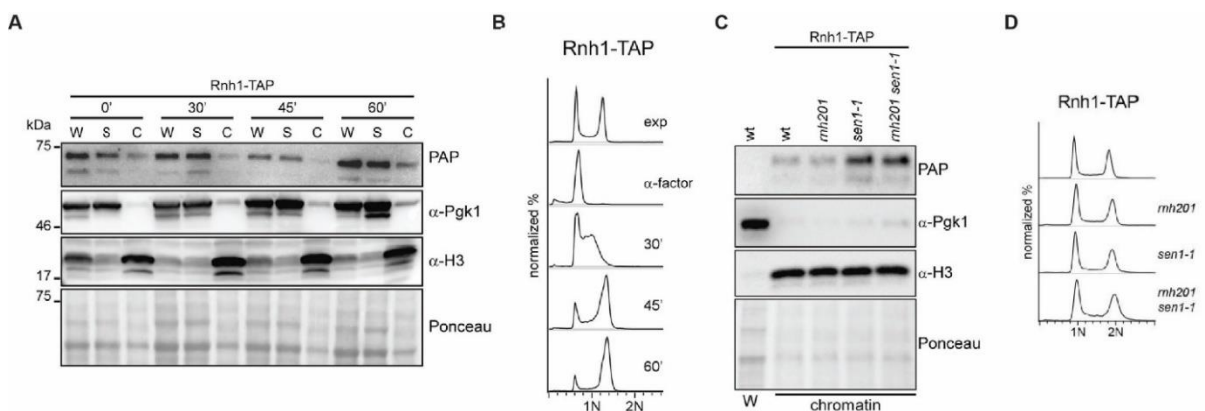 A
Rnh1-TAP
0' 30' 45' 60'
kDa W S C W S C W S C W S C
75
PAP
α-Pgk1
46
α-H3
17
75
Ponceau
B
Rnh1-TAP
exp
α-factor
30'
45'
60'
normalized %
1N 2N
C
Rnh1-TAP
wt wt rnh201 sen1-1 rnh201 sen1-1
PAP
α-Pgk1
α-H3
Ponceau
W chromatin
D
Rnh1-TAP
rnh201
sen1-1
rnh201
sen1-1
normalized %
1N 2N